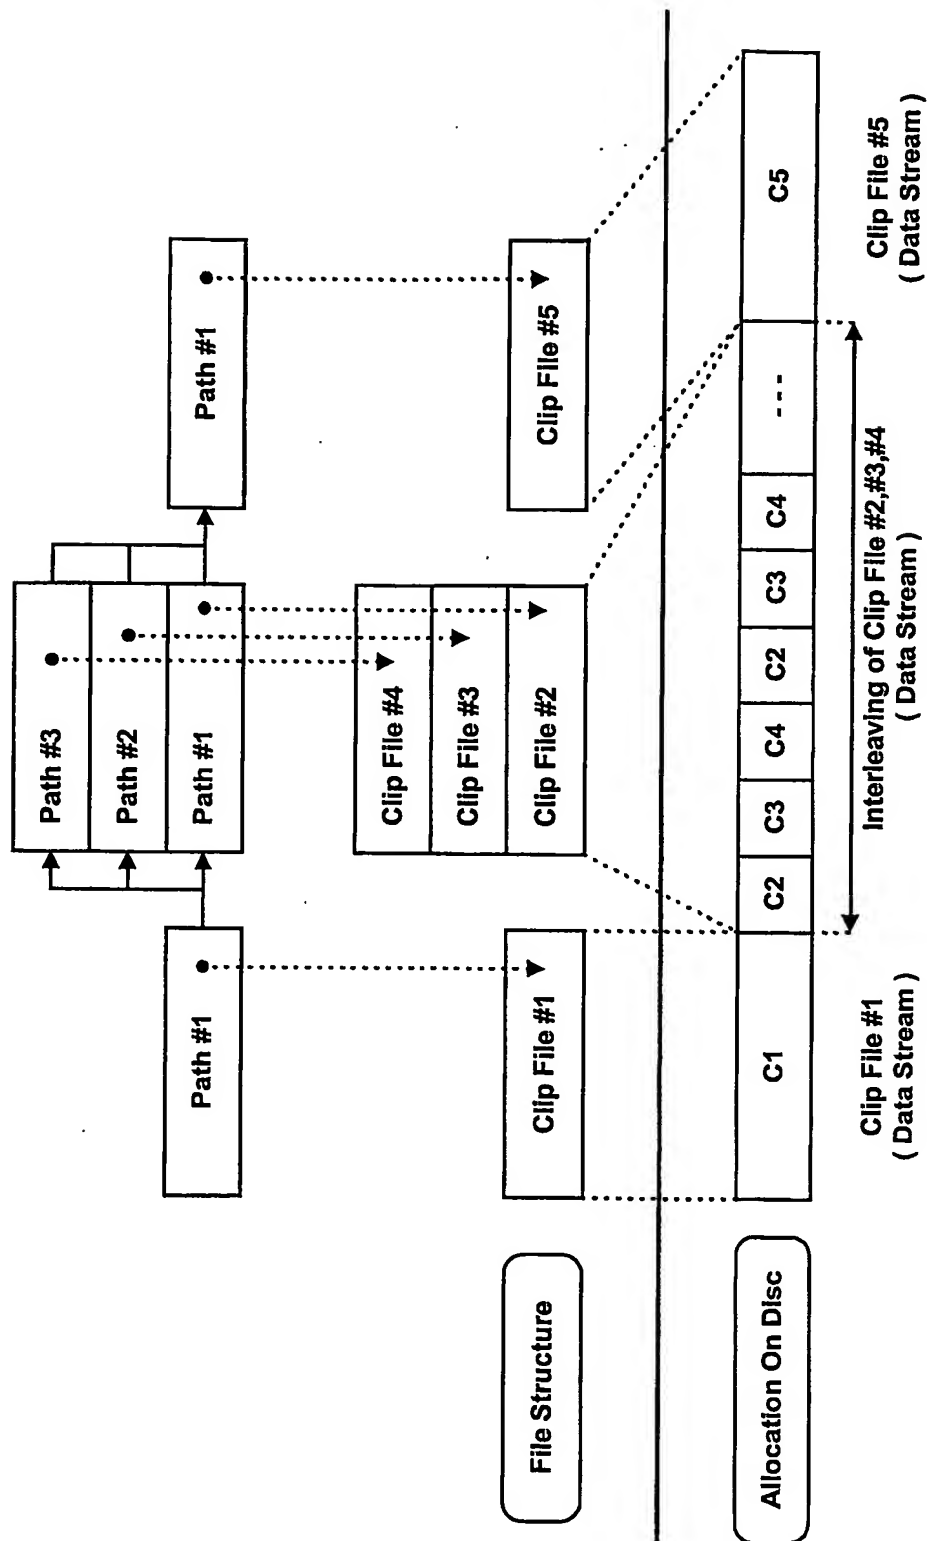 Path #3
Path #2
Path #1
Path #1
Path #1
Clip File #4
Clip File #3
Clip File #2
File Structure
Clip File #1
Clip File #5
Allocation On Disc
C1
C2
C3
C4
C2
C3
C4
---
C5
Clip File #1
( Data Stream )
Interleaving of Clip File #2,#3,#4
( Data Stream )
Clip File #5
( Data Stream )